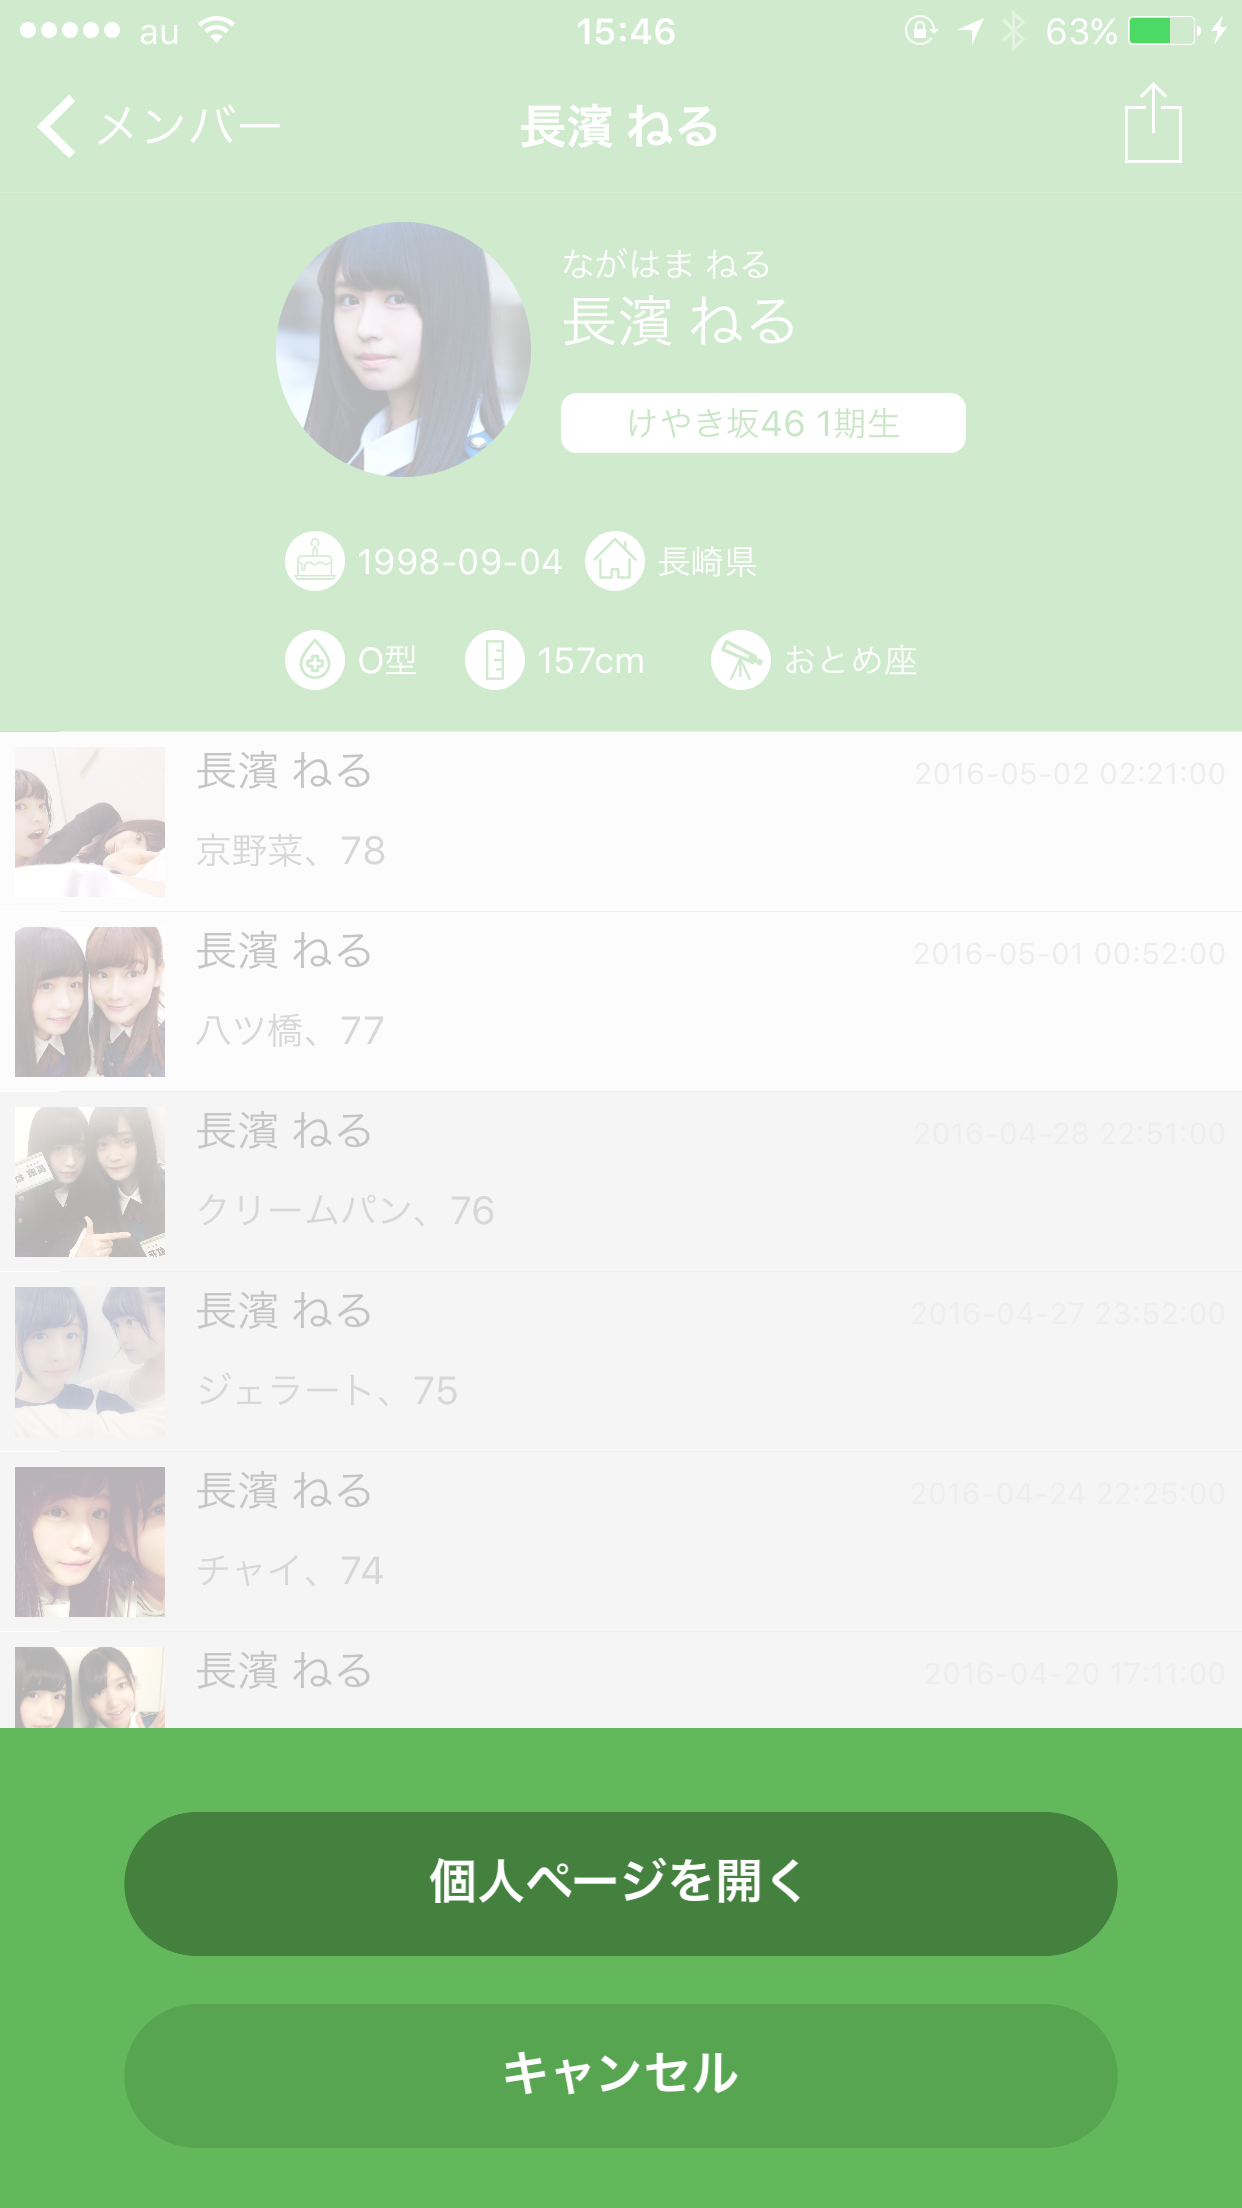 au 15:46 63%
メンバー 長濱 ねる
ながはま ねる
長濱 ねる
けやき坂46 1期生
1998-09-04 長崎県
O型 157cm おとめ座
長濱 ねる 2016-05-02 02:21:00
京野菜、78
長濱 ねる 2016-05-01 00:52:00
八ツ橋、77
長濱 ねる 2016-04-28 22:51:00
クリームパン、76
長濱 ねる 2016-04-27 23:52:00
ジェラート、75
長濱 ねる 2016-04-24 22:25:00
チャイ、74
長濱 ねる 2016-04-20 17:11:00
個人ページを開く
キャンセル